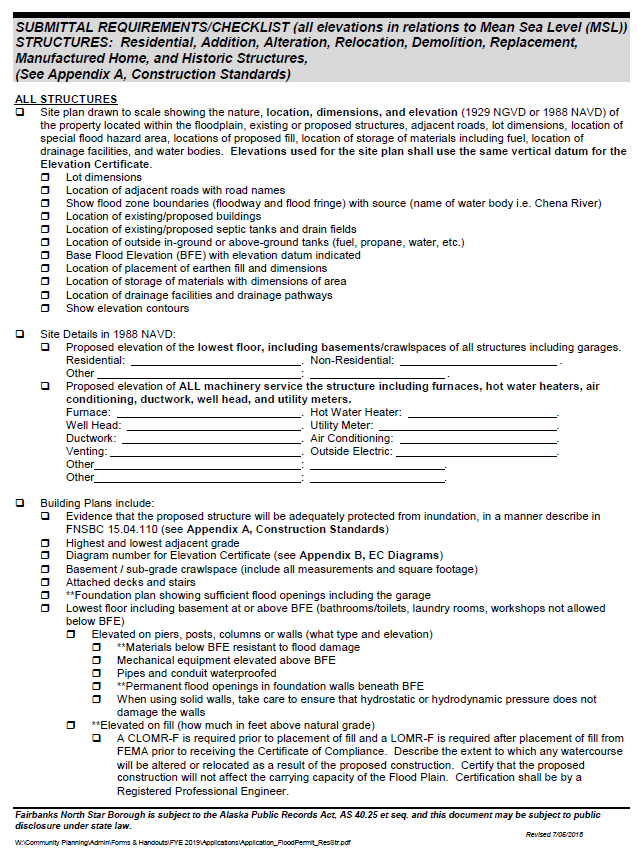 SUBMITTAL REQUIREMENTS/CHECKLIST (all elevations in relations to Mean Sea Level (MSL))
STRUCTURES: Residential, Addition, Alteration, Relocation, Demolition, Replacement,
Manufactured Home, and Historic Structures,
(See Appendix A, Construction Standards)
ALL STRUCTURES
❑ Site plan drawn to scale showing the nature, location, dimensions, and elevation (1929 NGVD or 1988 NAVD) of
the property located within the floodplain, existing or proposed structures, adjacent roads, lot dimensions, location of
special flood hazard area, locations of proposed fill, location of storage of materials including fuel, location of
drainage facilities, and water bodies. Elevations used for the site plan shall use the same vertical datum for the
Elevation Certificate.
❑ Lot dimensions
❑ Location of adjacent roads with road names
❑ Show flood zone boundaries (floodway and flood fringe) with source (name of water body i.e. Chena River)
❑ Location of existing/proposed buildings
❑ Location of existing/proposed septic tanks and drain fields
❑ Location of outside in-ground or above-ground tanks (fuel, propane, water, etc.)
❑ Base Flood Elevation (BFE) with elevation datum indicated
❑ Location of placement of earthen fill and dimensions
❑ Location of storage of materials with dimensions of area
❑ Location of drainage facilities and drainage pathways
❑ Show elevation contours
❑ Site Details in 1988 NAVD:
❑ Proposed elevation of the lowest floor, including basements/crawlspaces of all structures including garages.
Residential: ____________________________. Non-Residential: __________________________ .
Other __________________________________: ______________________ .
❑ Proposed elevation of ALL machinery service the structure including furnaces, hot water heaters, air
conditioning, ductwork, well head, and utility meters.
Furnace: ______________________________. Hot Water Heater: _________________________.
Well Head: ____________________________. Utility Meter: ______________________________.
Ductwork: _____________________________. Air Conditioning: __________________________.
Venting: _______________________________. Outside Electric: ___________________________.
Other__________________________________: ______________________.
Other__________________________________: ______________________.
❑ Building Plans include:
❑ Evidence that the proposed structure will be adequately protected from inundation, in a manner describe in
FNSBC 15.04.110 (see Appendix A, Construction Standards)
❑ Highest and lowest adjacent grade
❑ Diagram number for Elevation Certificate (see Appendix B, EC Diagrams)
❑ Basement / sub-grade crawlspace (include all measurements and square footage)
❑ Attached decks and stairs
❑ **Foundation plan showing sufficient flood openings including the garage
❑ Lowest floor including basement at or above BFE (bathrooms/toilets, laundry rooms, workshops not allowed
below BFE)
❑ Elevated on piers, posts, columns or walls (what type and elevation)
❑ **Materials below BFE resistant to flood damage
❑ Mechanical equipment elevated above BFE
❑ Pipes and conduit waterproofed
❑ **Permanent flood openings in foundation walls beneath BFE
❑ When using solid walls, take care to ensure that hydrostatic or hydrodynamic pressure does not
damage the walls
❑ **Elevated on fill (how much in feet above natural grade)
❑ A CLOMR-F is required prior to placement of fill and a LOMR-F is required after placement of fill from
FEMA prior to receiving the Certificate of Compliance. Describe the extent to which any watercourse
will be altered or relocated as a result of the proposed construction. Certify that the proposed
construction will not affect the carrying capacity of the Flood Plain. Certification shall be by a
Registered Professional Engineer.
Fairbanks North Star Borough is subject to the Alaska Public Records Act, AS 40.25 et seq. and this document may be subject to public
disclosure under state law.
Revised 7/05/2018
W:\Community Planning\Admin\Forms & Handouts\FYE 2019\Applications\Application_FloodPermit_ResStr.pdf